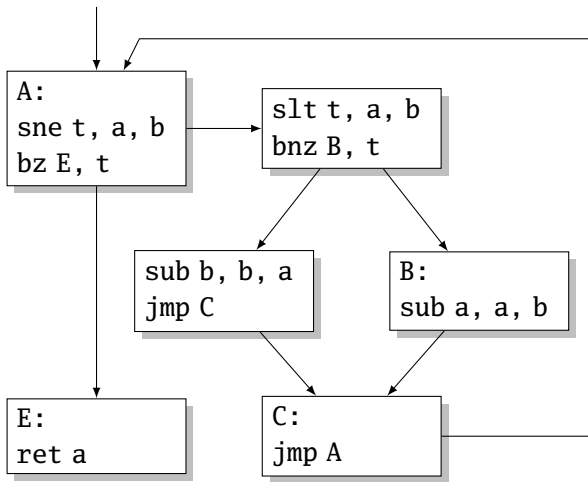 A:
sne t, a, b
bz E, t
slt t, a, b
bnz B, t
sub b, b, a
jmp C
B:
sub a, a, b
E:
ret a
C:
jmp A